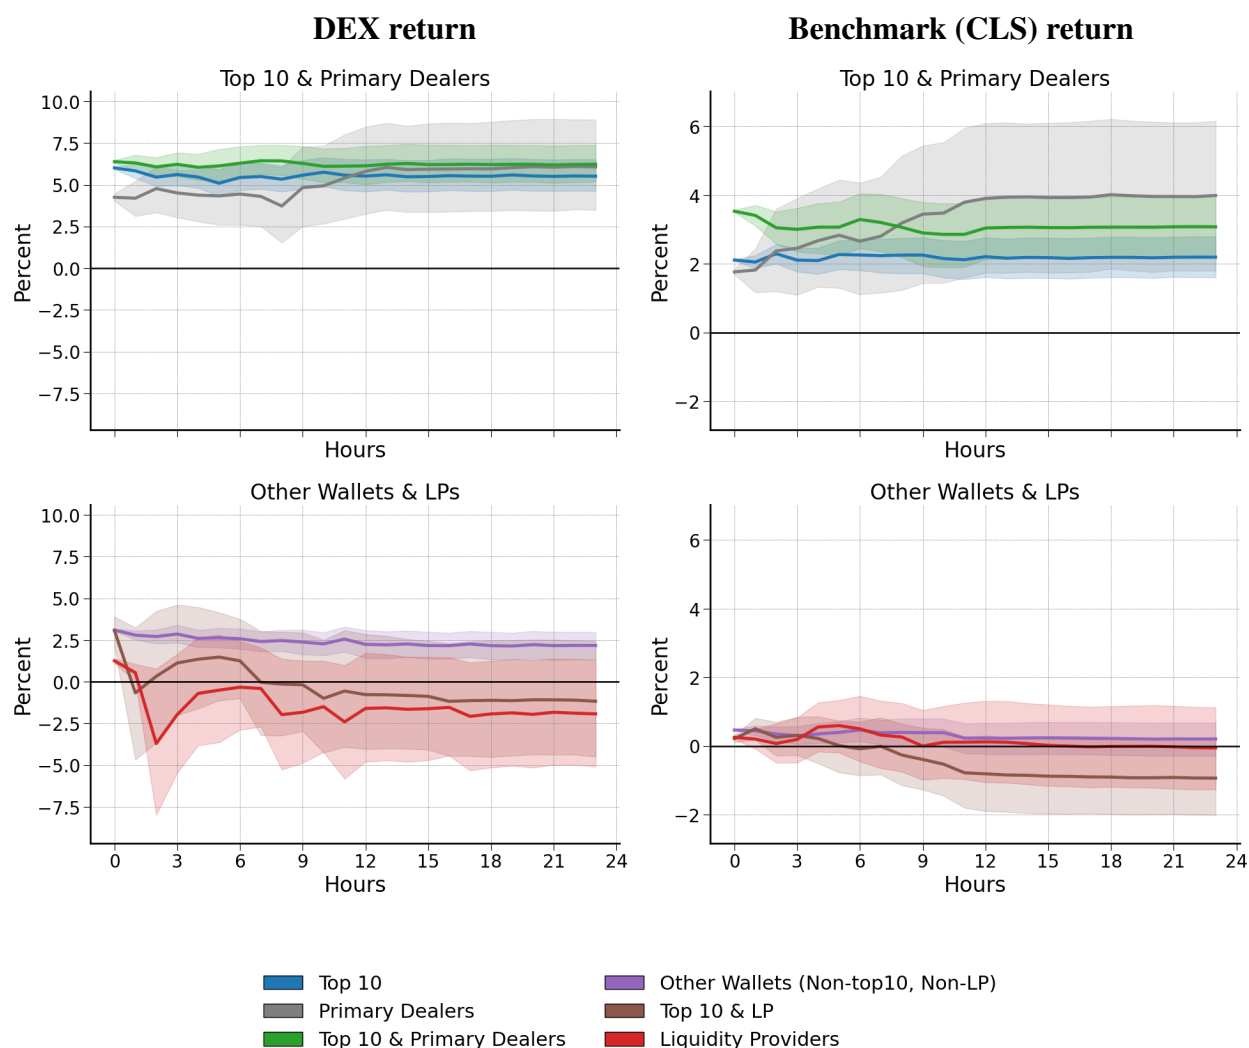 DEX return
Benchmark (CLS) return
Top 10 & Primary Dealers
10.0
7.5
5.0
2.5
0.0
−2.5
−5.0
−7.5
Percent
Hours
Top 10 & Primary Dealers
6
4
2
0
−2
Percent
Hours
Other Wallets & LPs
10.0
7.5
5.0
2.5
0.0
−2.5
−5.0
−7.5
Percent
0 3 6 9 12 15 18 21 24
Hours
Other Wallets & LPs
6
4
2
0
−2
Percent
0 3 6 9 12 15 18 21 24
Hours
Top 10
Primary Dealers
Top 10 & Primary Dealers
Other Wallets (Non-top10, Non-LP)
Top 10 & LP
Liquidity Providers